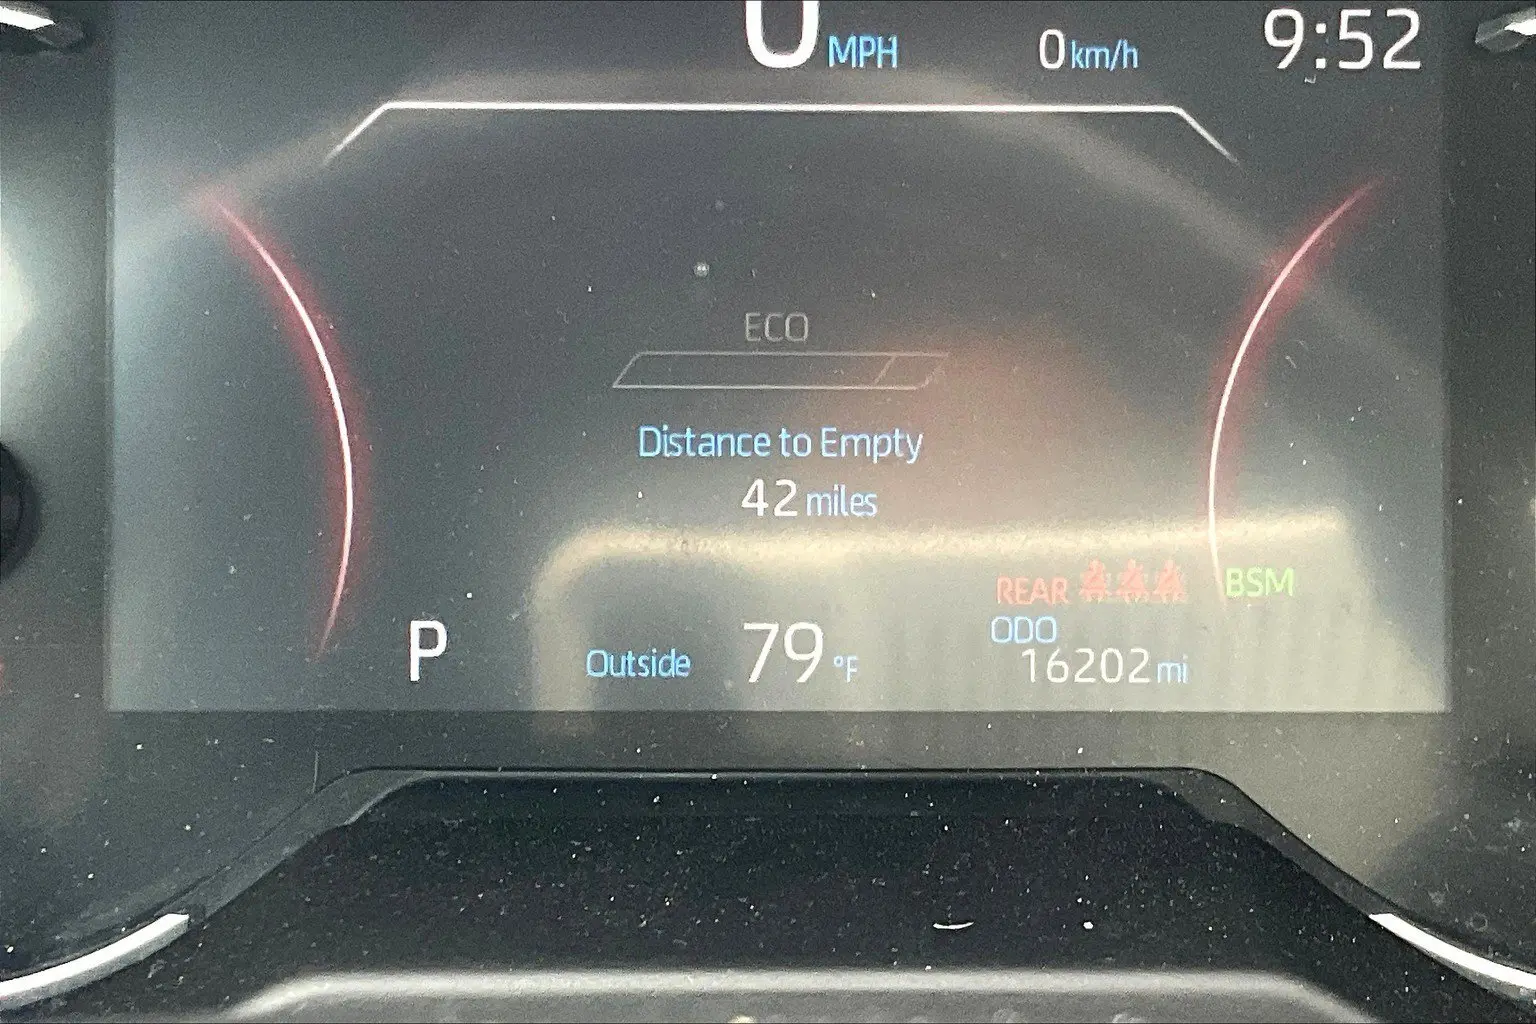 0 MPH 0 km/h 9:52
ECO
Distance to Empty
42 miles
REAR BSM
ODO
P Outside 79 °F 16202 mi